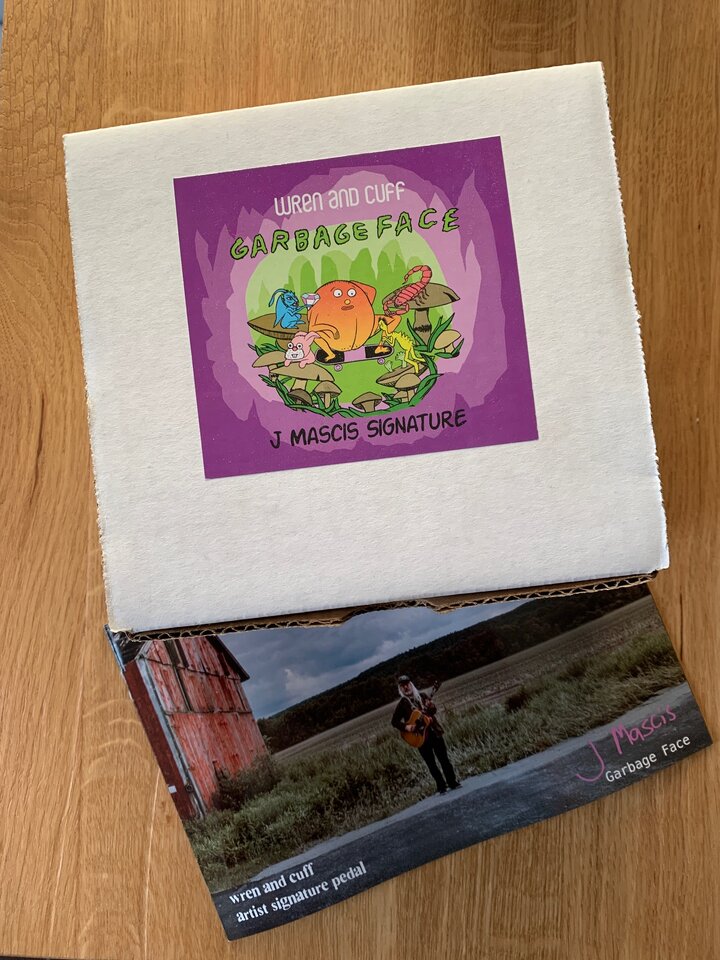 wren and cuff
GARBAGE FACE
J MASCIS SIGNATURE
J Mascis
Garbage Face
wren and cuff
artist signature pedal